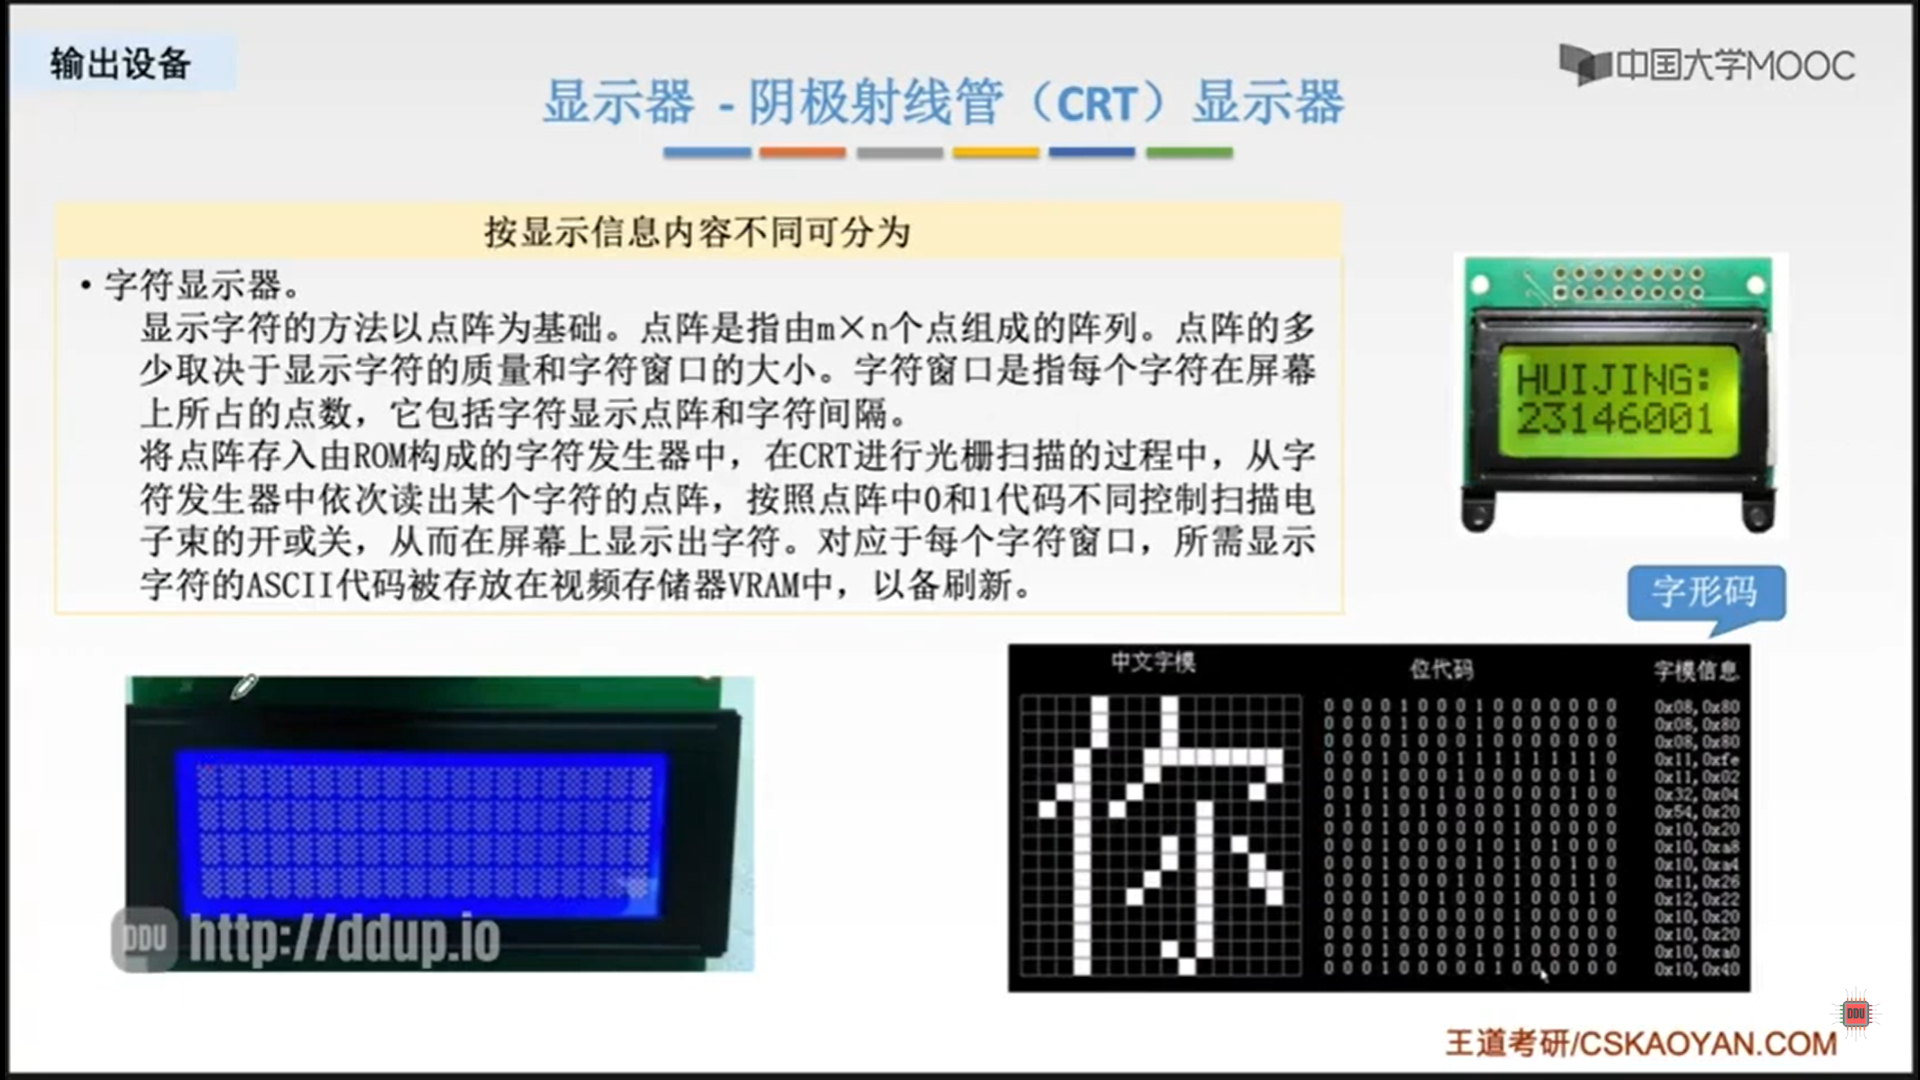 输出设备
中国大学MOOC
显示器 - 阴极射线管（CRT）显示器
按显示信息内容不同可分为
• 字符显示器。
显示字符的方法以点阵为基础。点阵是指由m×n个点组成的阵列。点阵的多
少取决于显示字符的质量和字符窗口的大小。字符窗口是指每个字符在屏幕
上所占的点数，它包括字符显示点阵和字符间隔。
将点阵存入由ROM构成的字符发生器中，在CRT进行光栅扫描的过程中，从字
符发生器中依次读出某个字符的点阵，按照点阵中0和1代码不同控制扫描电
子束的开或关，从而在屏幕上显示出字符。对应于每个字符窗口，所需显示
字符的ASCII代码被存放在视频存储器VRAM中，以备刷新。
HUIJING:
23146001
字形码
中文字模 位代码 字模信息
0 0 0 0 1 0 0 0 1 0 0 0 0 0 0 0 0x08,0x80
0 0 0 0 1 0 0 0 1 0 0 0 0 0 0 0 0x08,0x80
0 0 0 0 1 0 0 0 1 0 0 0 0 0 0 0 0x08,0x80
0 0 0 1 0 0 0 1 1 1 1 1 1 1 1 0 0x11,0xfe
0 0 0 1 0 0 0 1 0 0 0 0 0 0 1 0 0x11,0x02
0 0 1 1 0 0 1 0 0 0 0 0 0 1 0 0 0x32,0x04
0 1 0 1 0 1 0 0 0 0 1 0 0 0 0 0 0x54,0x20
0 0 0 1 0 0 0 0 0 0 1 0 0 0 0 0 0x10,0x20
0 0 0 1 0 0 0 0 1 0 1 0 1 0 0 0 0x10,0xa8
0 0 0 1 0 0 0 0 1 0 1 0 0 1 0 0 0x10,0xa4
0 0 0 1 0 0 0 1 0 0 1 0 0 1 1 0 0x11,0x26
0 0 0 1 0 0 1 0 0 0 1 0 0 0 1 0 0x12,0x22
0 0 0 1 0 0 0 0 0 0 1 0 0 0 0 0 0x10,0x20
0 0 0 1 0 0 0 0 0 0 1 0 0 0 0 0 0x10,0x20
0 0 0 1 0 0 0 0 1 0 1 0 0 0 0 0 0x10,0xa0
0 0 0 1 0 0 0 0 0 1 0 0 0 0 0 0 0x10,0x40
DDU http://ddup.io
DDU
王道考研/CSKAOYAN.COM